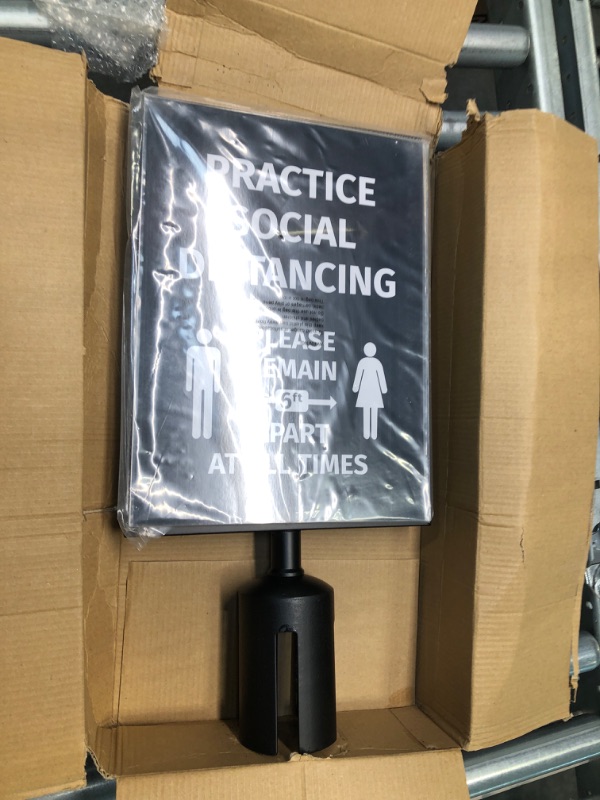 PRACTICE
SOCIAL
DISTANCING
PLEASE
REMAIN
6ft
APART
AT ALL TIMES